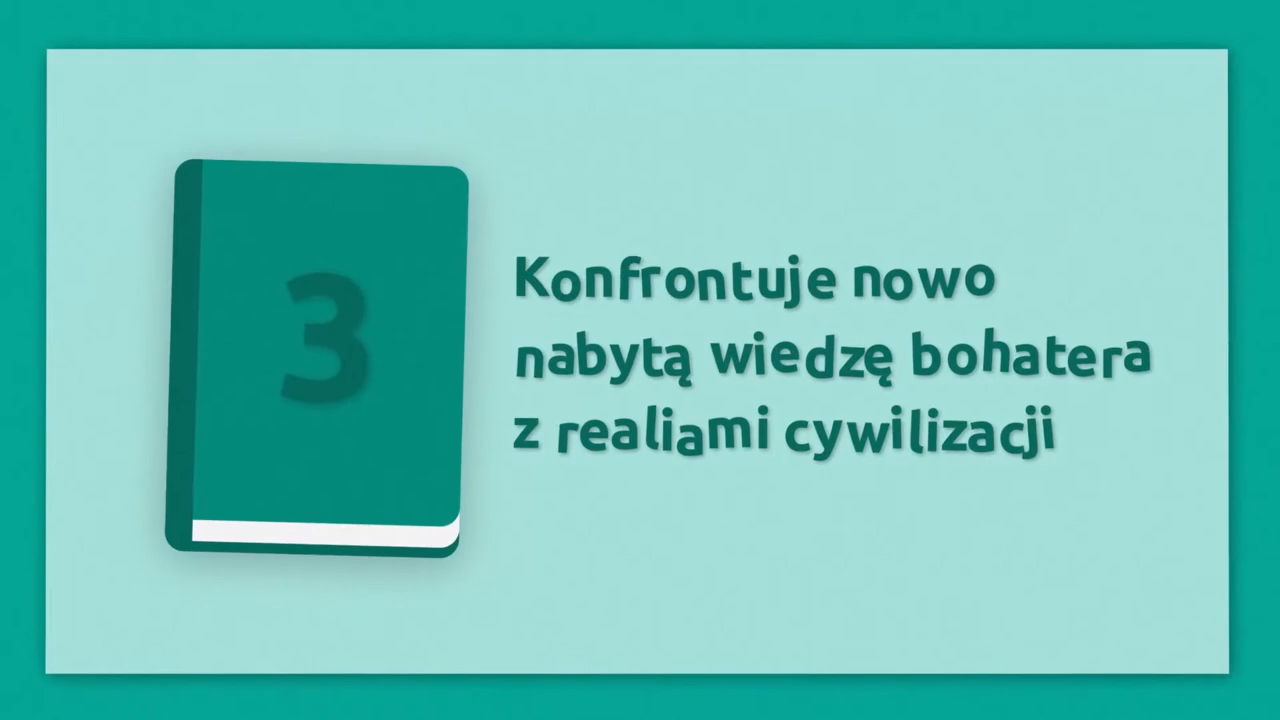 3
Konfrontuje nowo
nabytą wiedzę bohatera
z realiami cywilizacji